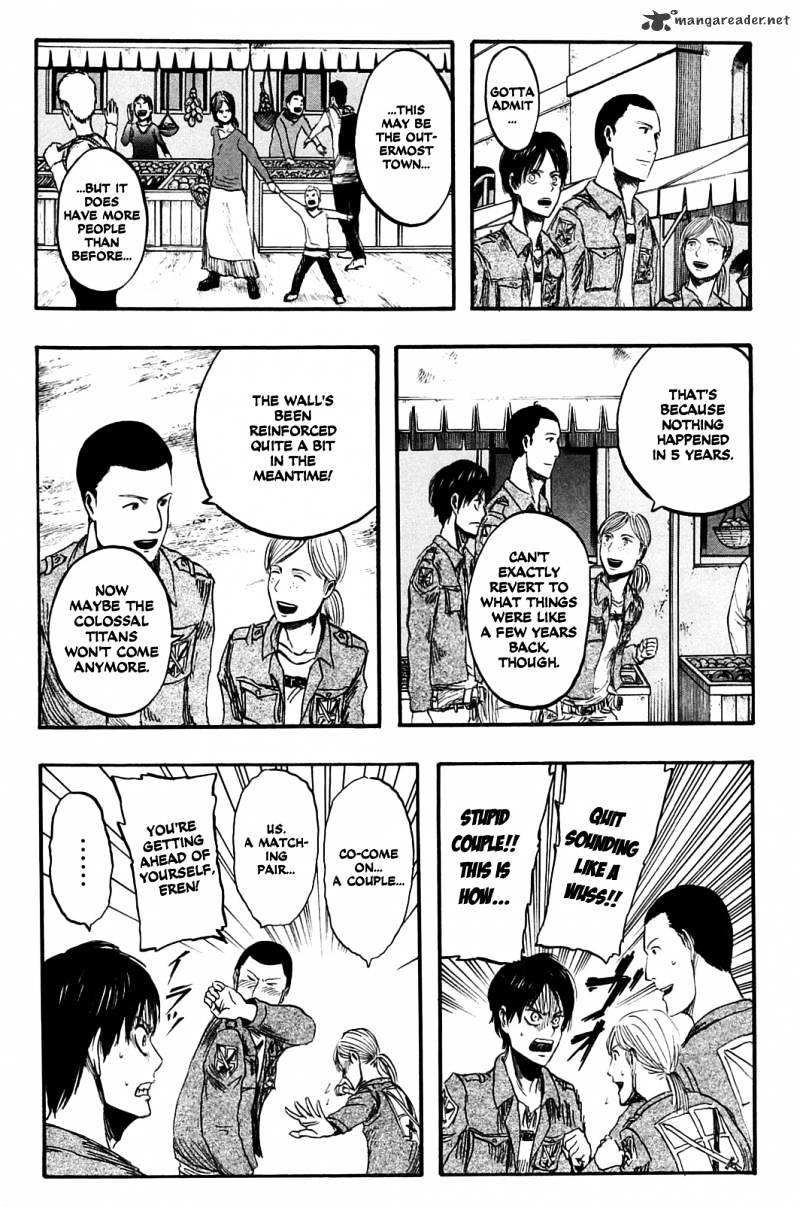 mangareader.net
GOTTA
ADMIT
...
...THIS
MAY BE
THE OUT-
ERMOST
TOWN...
...BUT IT
DOES
HAVE MORE
PEOPLE
THAN
BEFORE...
THAT'S
BECAUSE
NOTHING
HAPPENED
IN 5 YEARS.
CAN'T
EXACTLY
REVERT TO
WHAT THINGS
WERE LIKE
A FEW YEARS
BACK,
THOUGH.
THE WALL'S
BEEN
REINFORCED
QUITE A BIT
IN THE
MEANTIME!
NOW
MAYBE THE
COLOSSAL
TITANS
WON'T COME
ANYMORE.
QUIT
SOUNDING
LIKE A
WUSS!!
STUPID
COUPLE!!
THIS IS
HOW...
ブブ
CO-COME
ON...
A COUPLE...
US.
A MATCH-
ING
PAIR...
YOU'RE
GETTING
AHEAD OF
YOURSELF,
EREN!
......